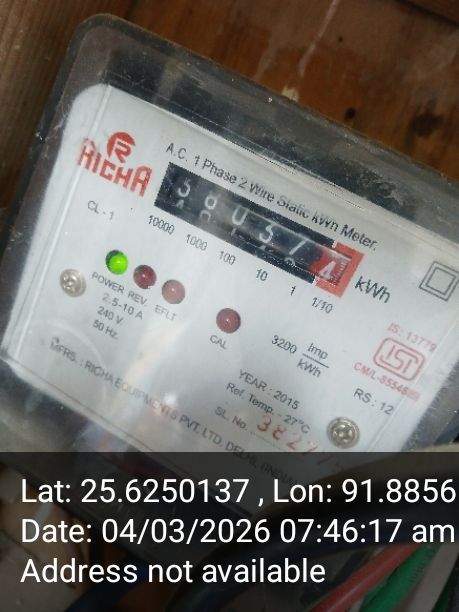 RICHA
A.C. 1 Phase 2 Wire Static kWh Meter.
CL - 1
10000 1000 100 10 1 1/10
kWh
POWER REV. EFLT
2.5-10 A
240 V
50 Hz.
CAL
3200 Imp/kWh
IS: 13779
ISI
RS : 12
YEAR : 2015
Ref. Temp. - 27°C
SL. No.
MFRS. : RICHA EQUIPMENTS PVT. LTD. DELHI
Lat: 25.6250137 , Lon: 91.8856
Date: 04/03/2026 07:46:17 am
Address not available